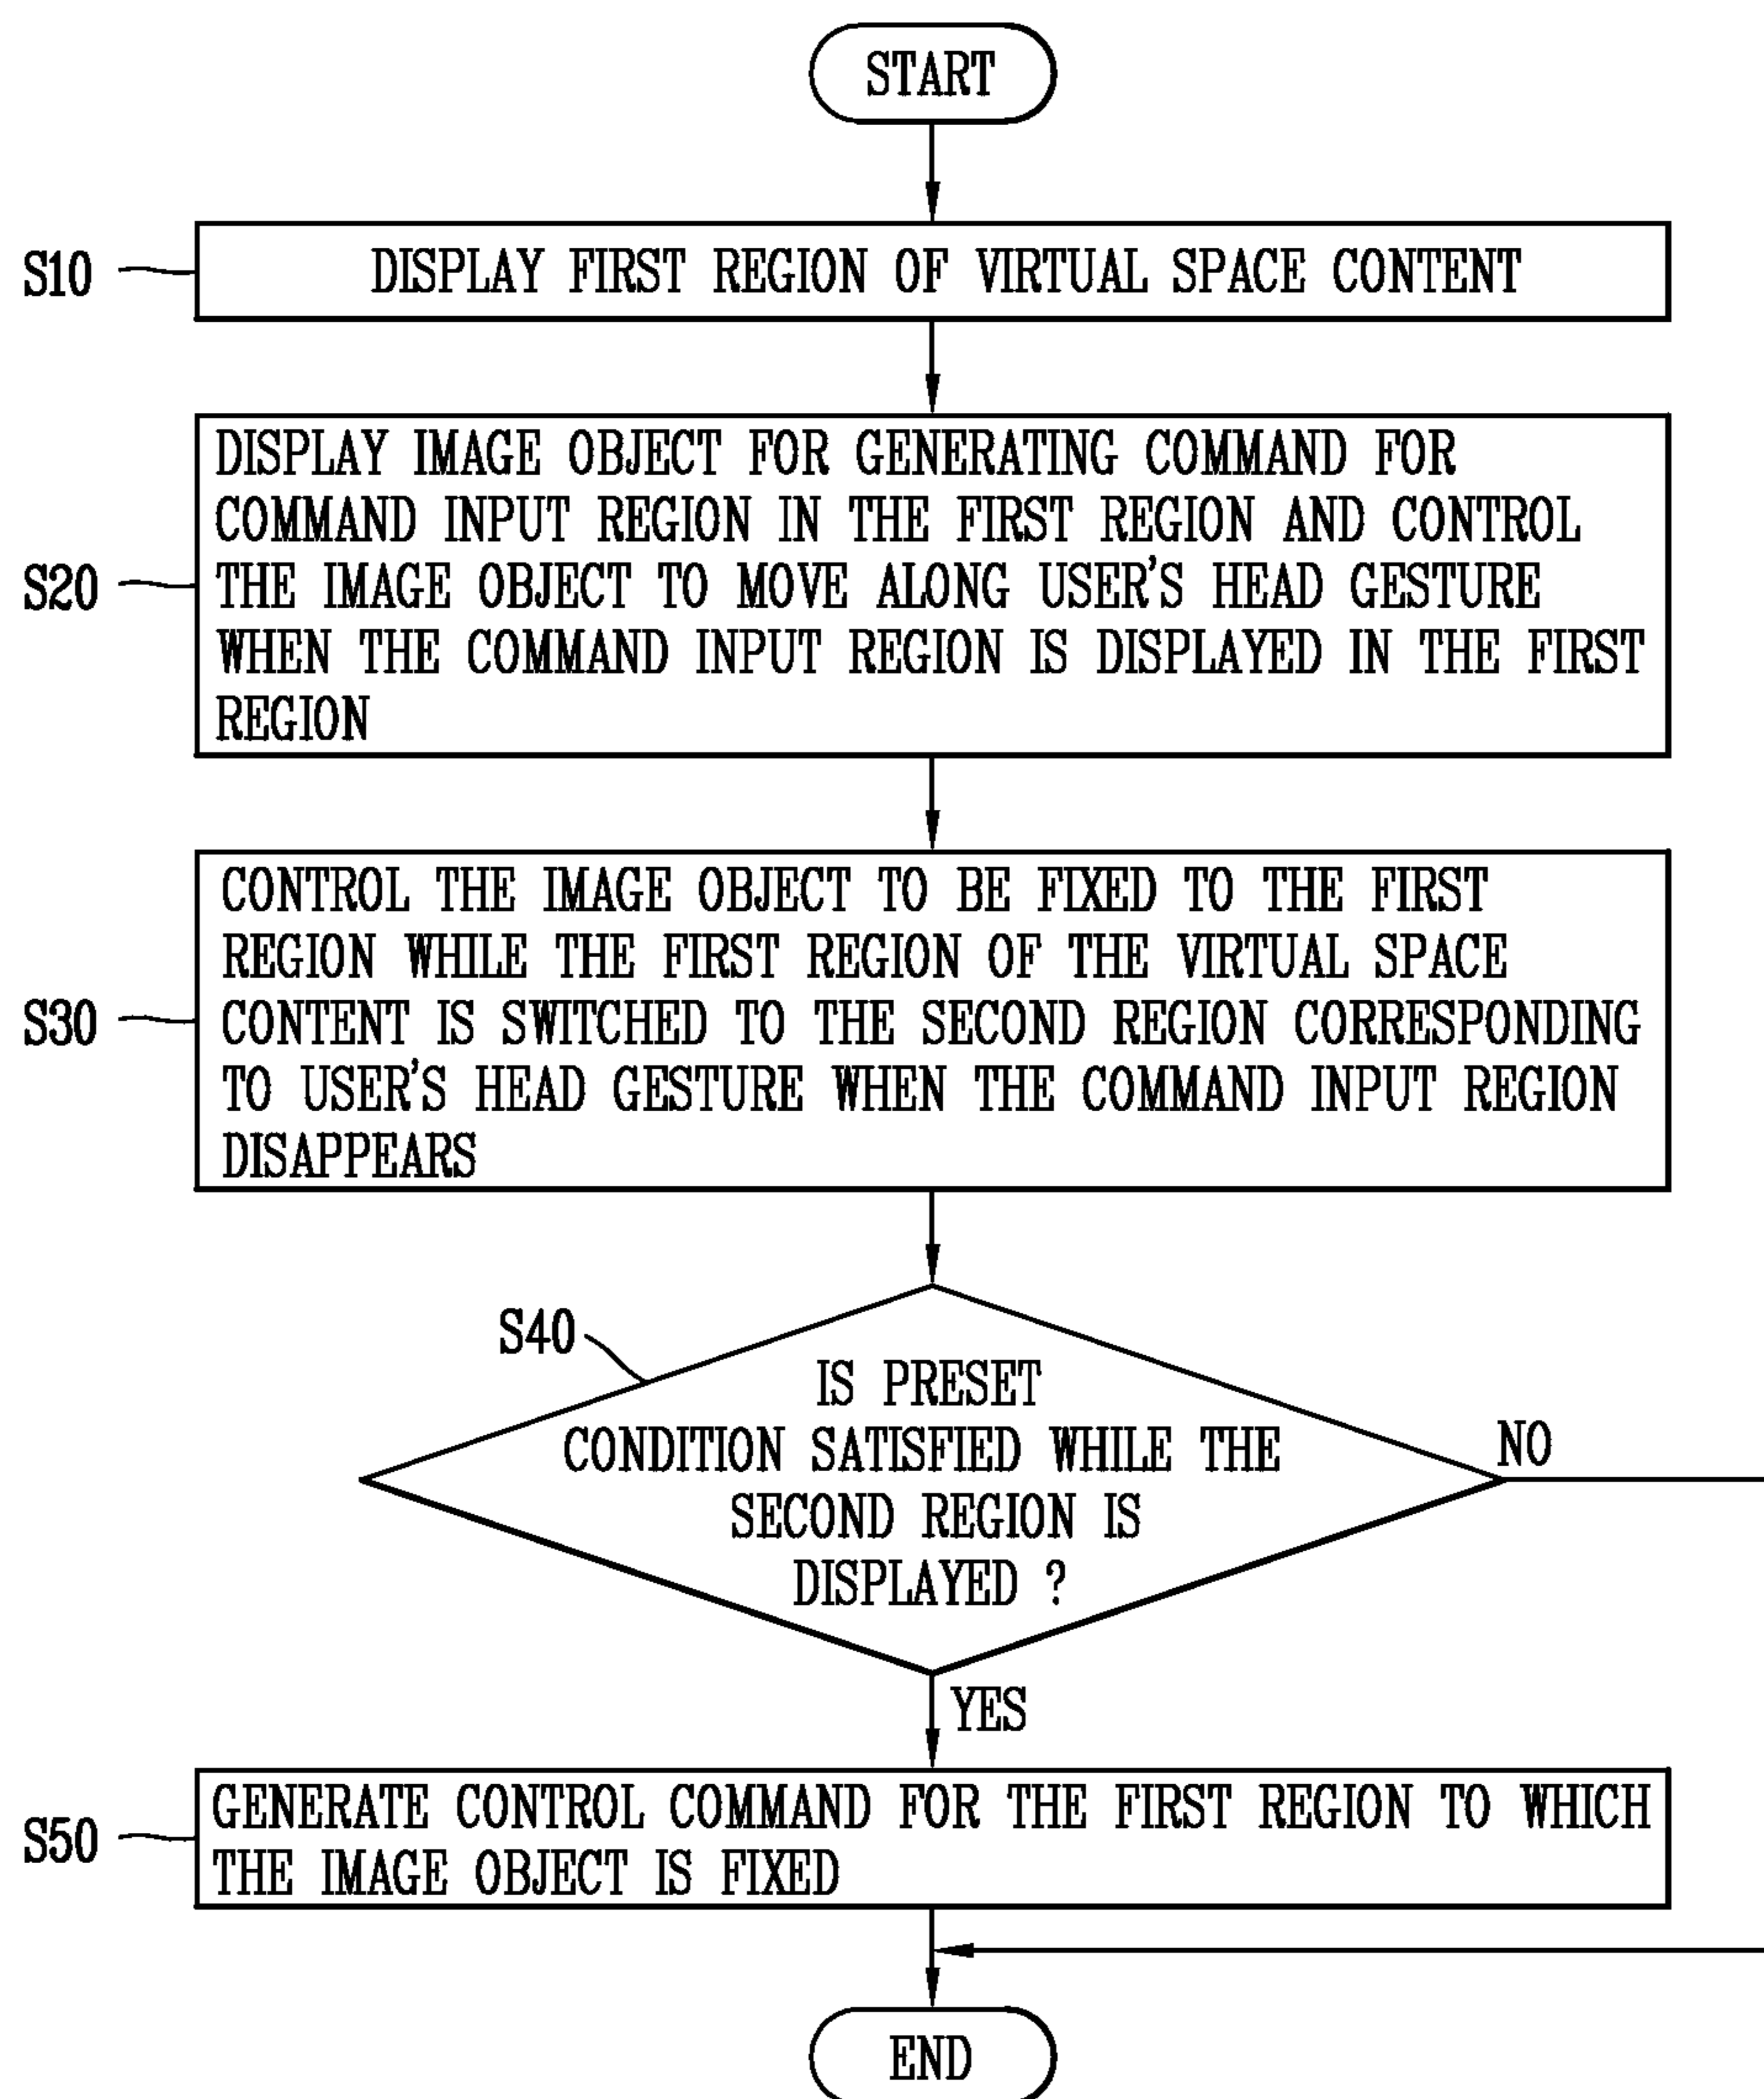 START
S10
DISPLAY FIRST REGION OF VIRTUAL SPACE CONTENT
S20
DISPLAY IMAGE OBJECT FOR GENERATING COMMAND FOR
COMMAND INPUT REGION IN THE FIRST REGION AND CONTROL
THE IMAGE OBJECT TO MOVE ALONG USER'S HEAD GESTURE
WHEN THE COMMAND INPUT REGION IS DISPLAYED IN THE FIRST
REGION
S30
CONTROL THE IMAGE OBJECT TO BE FIXED TO THE FIRST
REGION WHILE THE FIRST REGION OF THE VIRTUAL SPACE
CONTENT IS SWITCHED TO THE SECOND REGION CORRESPONDING
TO USER'S HEAD GESTURE WHEN THE COMMAND INPUT REGION
DISAPPEARS
S40
IS PRESET
CONDITION SATISFIED WHILE THE
SECOND REGION IS
DISPLAYED ?
NO
YES
S50
GENERATE CONTROL COMMAND FOR THE FIRST REGION TO WHICH
THE IMAGE OBJECT IS FIXED
END